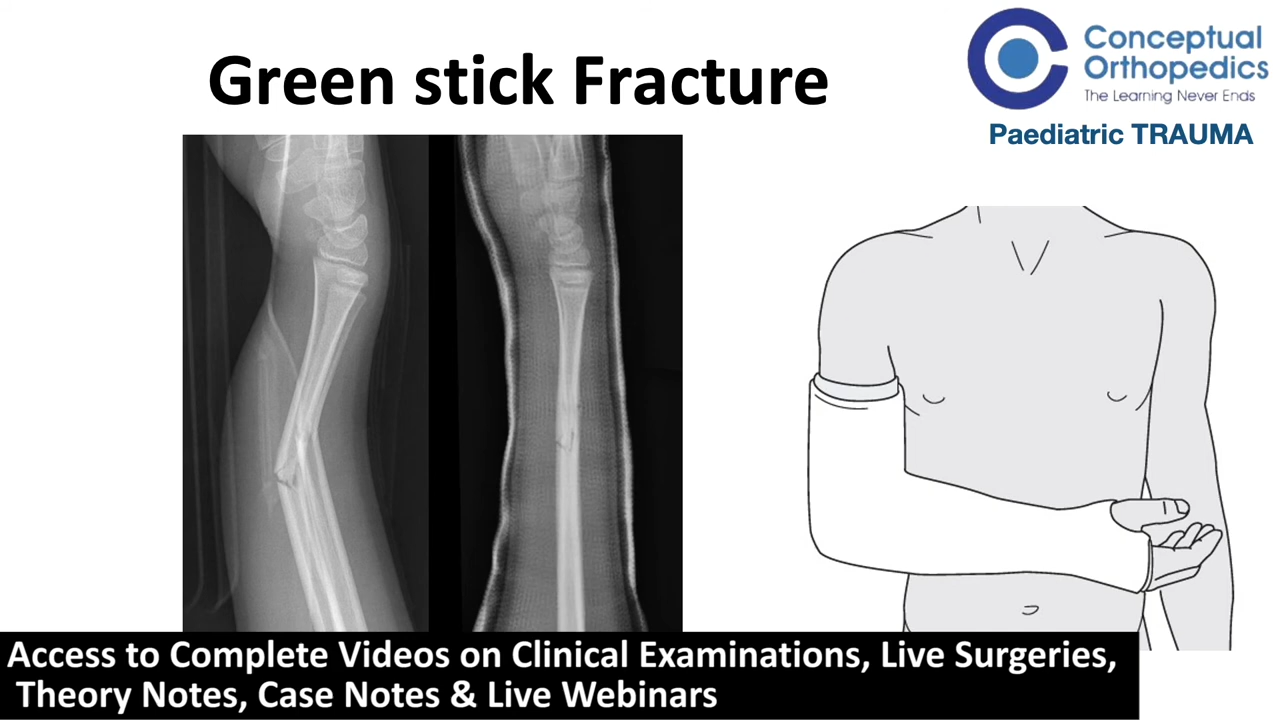 Green stick Fracture
Conceptual
Orthopedics
The Learning Never Ends
Paediatric TRAUMA
Access to Complete Videos on Clinical Examinations, Live Surgeries,
Theory Notes, Case Notes & Live Webinars